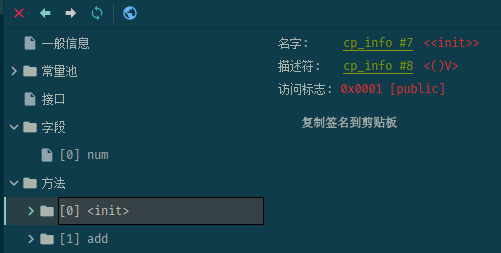 一般信息
常量池
接口
字段
[0] num
方法
[0] <init>
[1] add
名字: cp_info #7 <<init>>
描述符: cp_info #8 <()V>
访问标志: 0x0001 [public]
复制签名到剪贴板